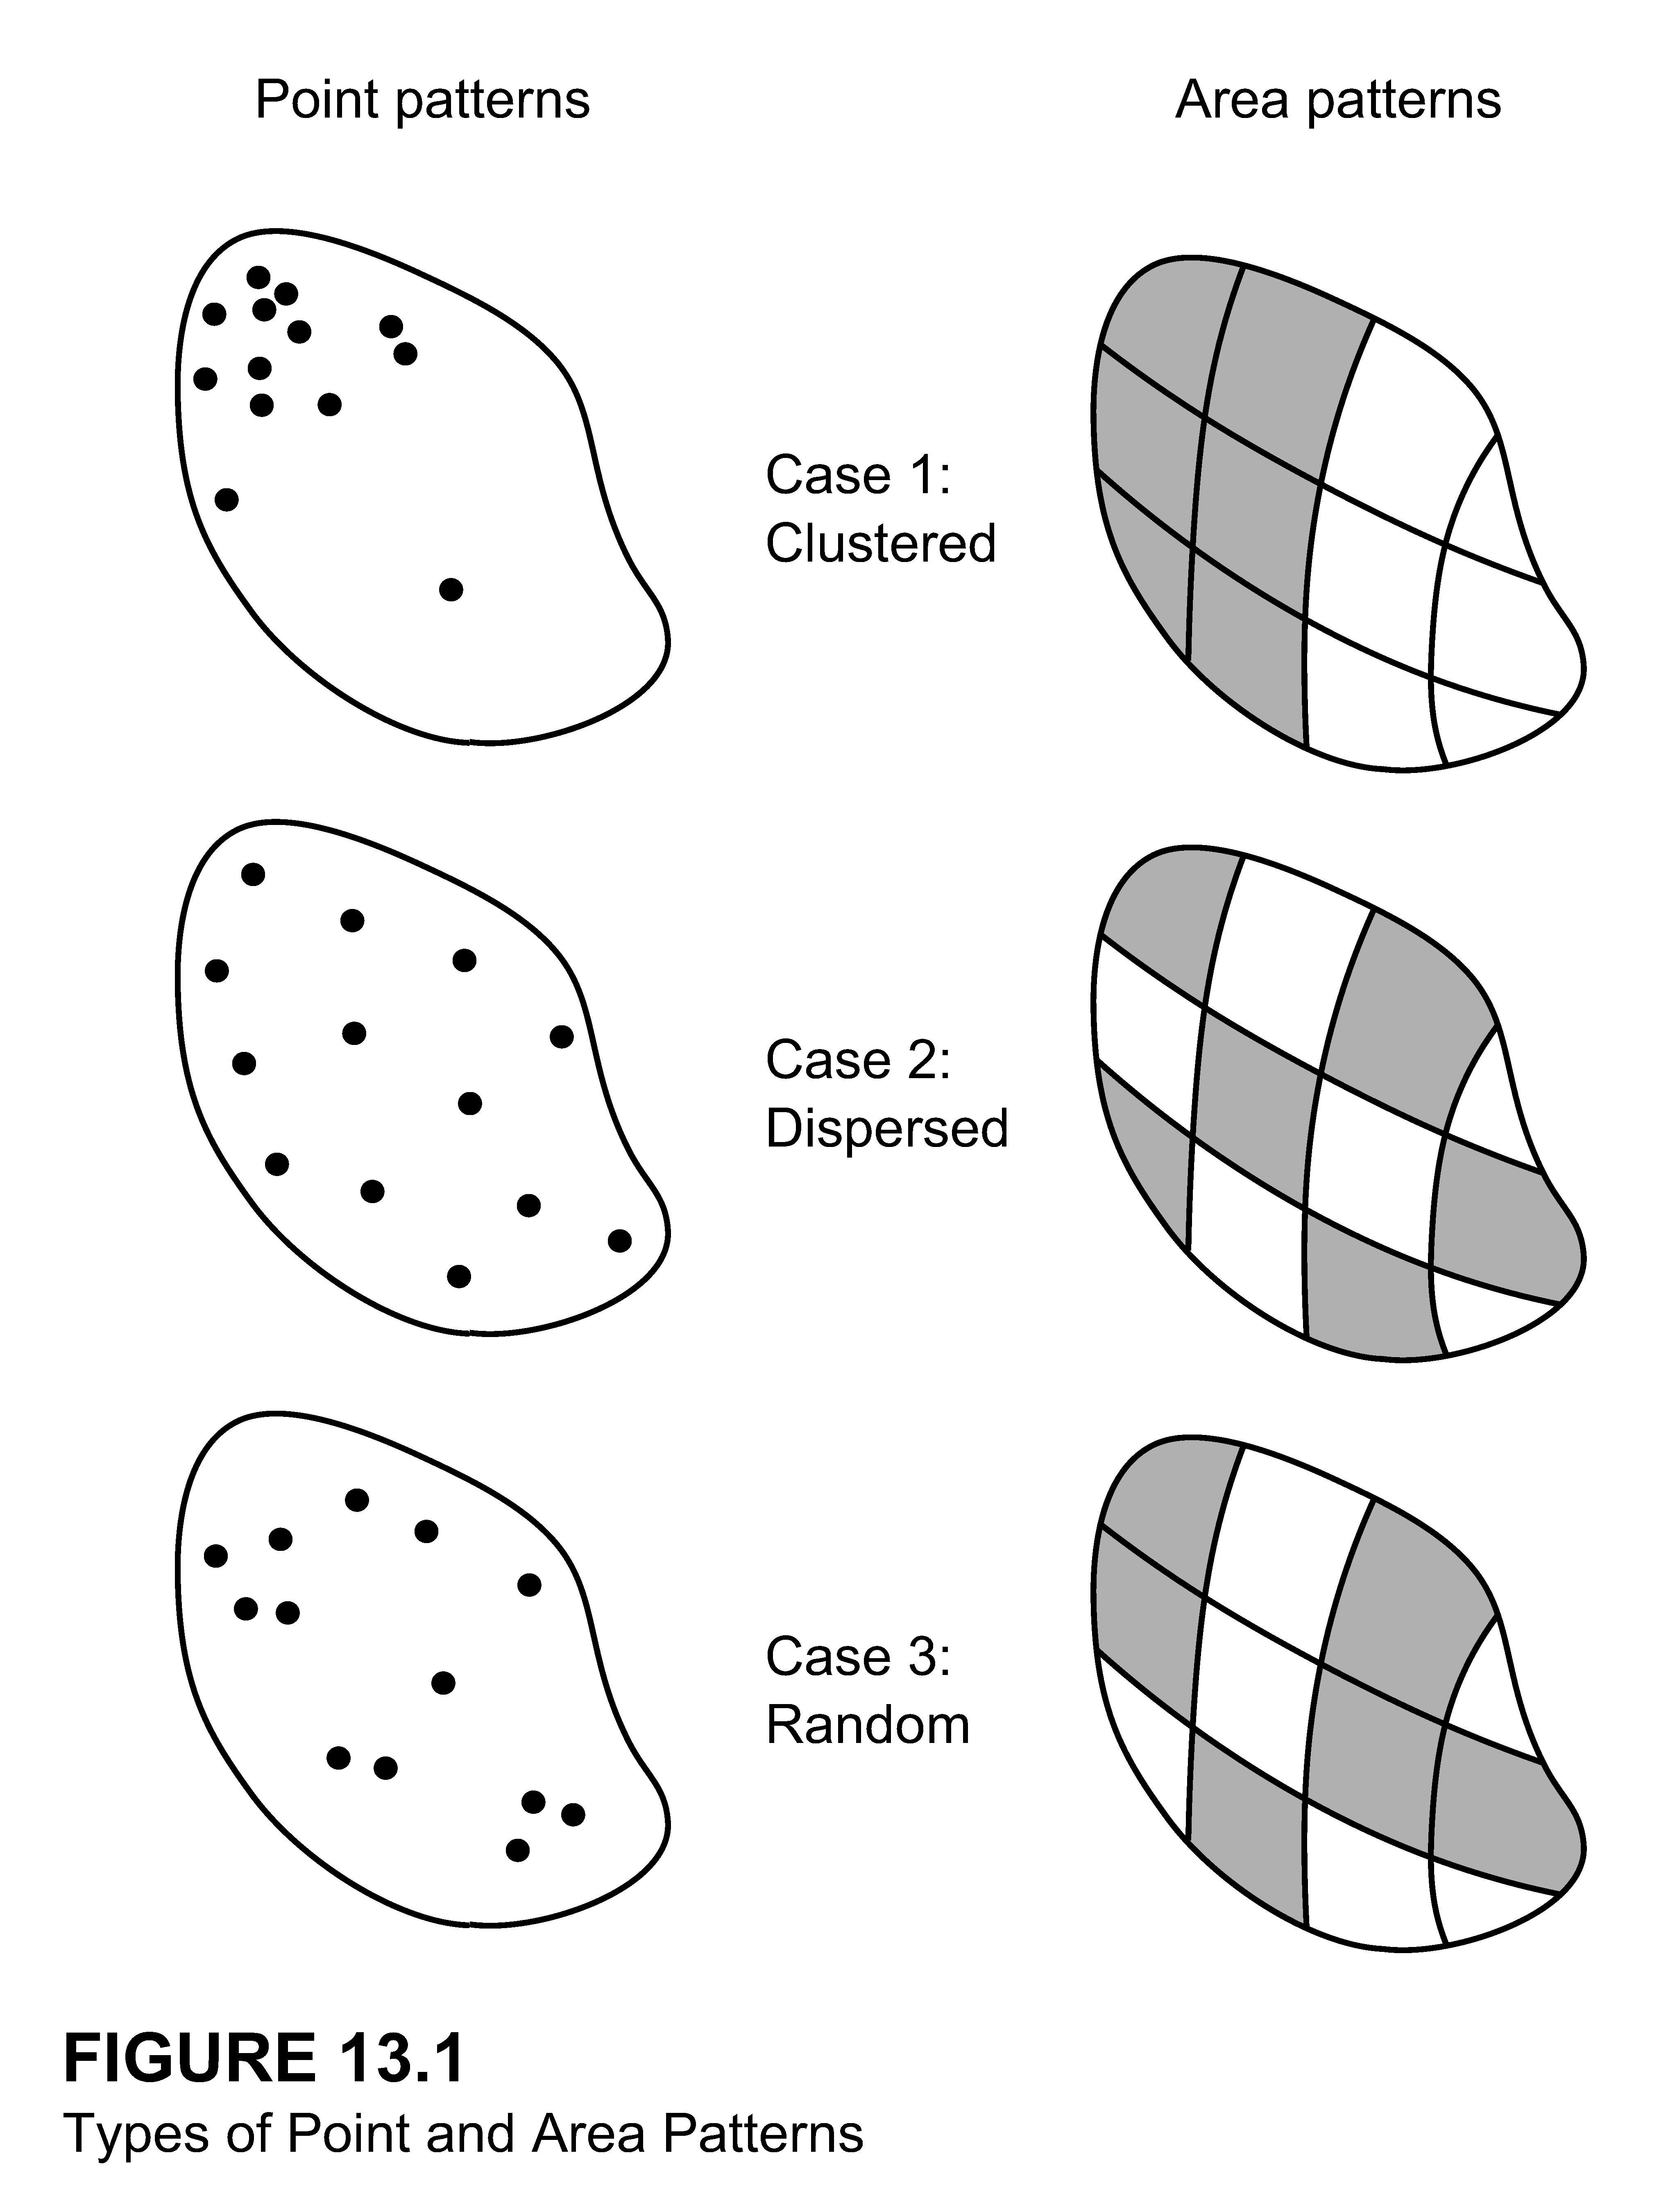 Point patterns
Area patterns
Case 1:
Clustered
Case 2:
Dispersed
Case 3:
Random
FIGURE 13.1
Types of Point and Area Patterns